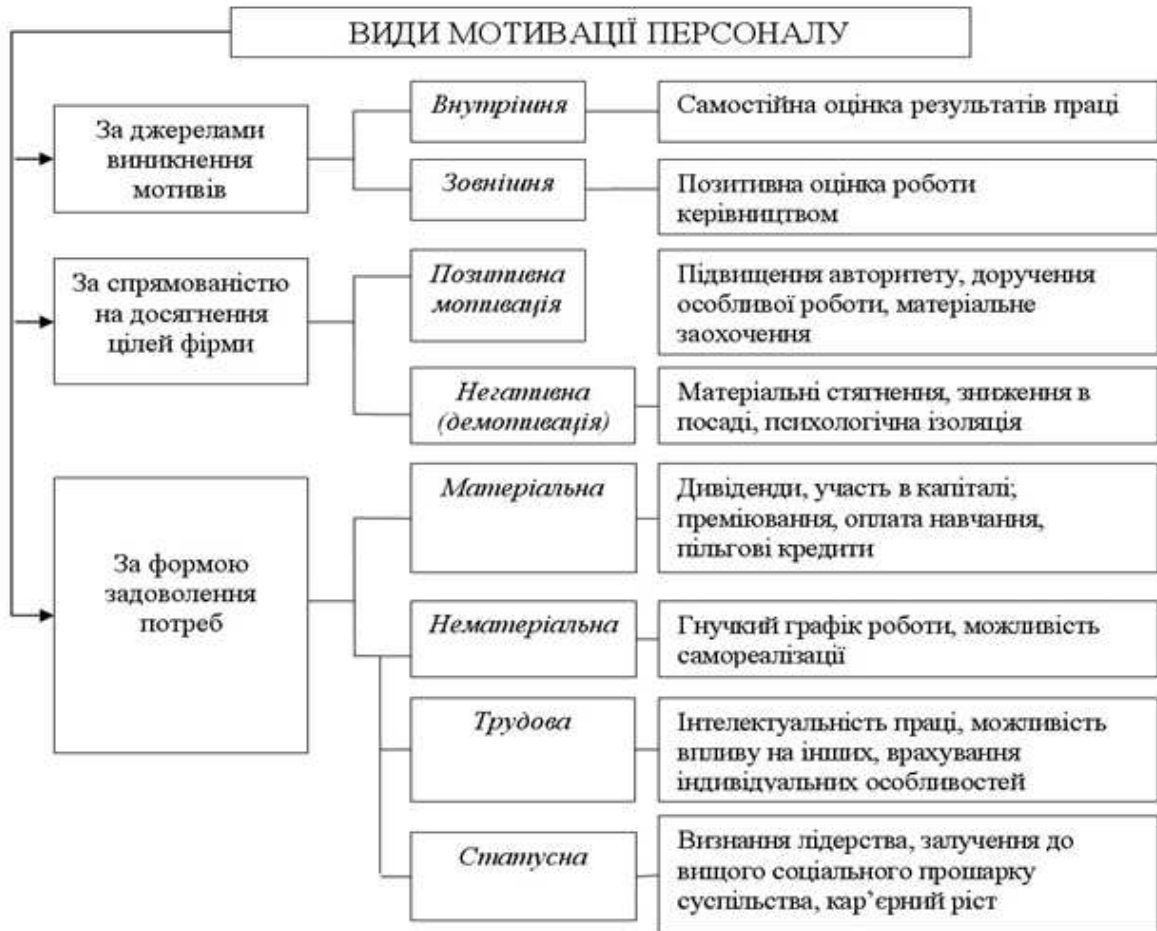 ВИДИ МОТИВАЦІЇ ПЕРСОНАЛУ
За джерелами
виникнення
мотивів
Внутрішня
Самостійна оцінка результатів праці
Зовнішня
Позитивна оцінка роботи
керівництвом
За спрямованістю
на досягнення
цілей фірми
Позитивна
мотивація
Підвищення авторитету, доручення
особливої роботи, матеріальне
заохочення
Негативна
(демотивація)
Матеріальні стягнення, зниження в
посаді, психологічна ізоляція
За формою
задоволення
потреб
Матеріальна
Дивіденди, участь в капіталі;
преміювання, оплата навчання,
пільгові кредити
Нематеріальна
Гнучкий графік роботи, можливість
самореалізації
Трудова
Інтелектуальність праці, можливість
впливу на інших, врахування
індивідуальних особливостей
Статусна
Визнання лідерства, залучення до
вищого соціального прошарку
суспільства, кар’єрний ріст